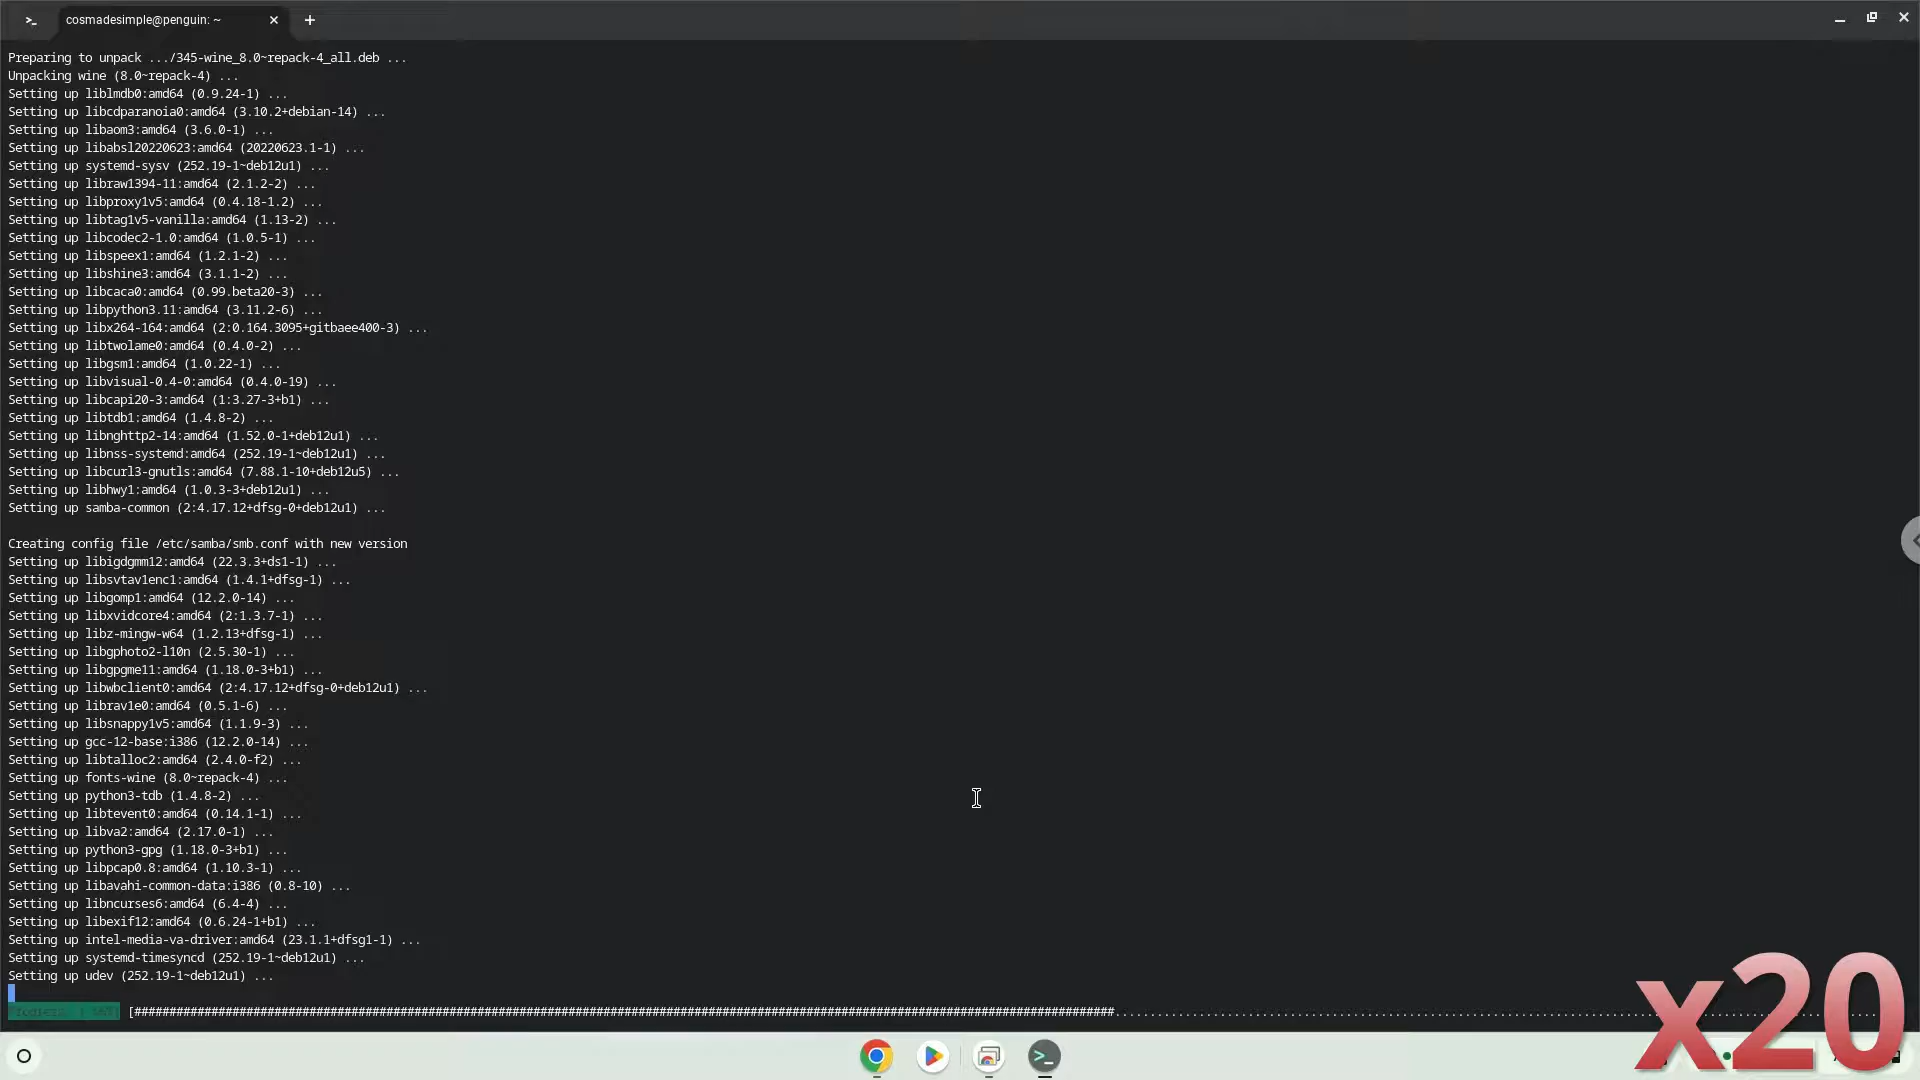 cosmadesimple@penguin: ~
Preparing to unpack .../345-wine_8.0~repack-4_all.deb ...
Unpacking wine (8.0~repack-4) ...
Setting up liblmdb0:amd64 (0.9.24-1) ...
Setting up libcdparanoia0:amd64 (3.10.2+debian-14) ...
Setting up libaom3:amd64 (3.6.0-1) ...
Setting up libabsl20220623:amd64 (20220623.1-1) ...
Setting up systemd-sysv (252.19-1~deb12u1) ...
Setting up libraw1394-11:amd64 (2.1.2-2) ...
Setting up libproxy1v5:amd64 (0.4.18-1.2) ...
Setting up libtag1v5-vanilla:amd64 (1.13-2) ...
Setting up libcodec2-1.0:amd64 (1.0.5-1) ...
Setting up libspeex1:amd64 (1.2.1-2) ...
Setting up libshine3:amd64 (3.1.1-2) ...
Setting up libcaca0:amd64 (0.99.beta20-3) ...
Setting up libpython3.11:amd64 (3.11.2-6) ...
Setting up libx264-164:amd64 (2:0.164.3095+gitbaee400-3) ...
Setting up libtwolame0:amd64 (0.4.0-2) ...
Setting up libgsm1:amd64 (1.0.22-1) ...
Setting up libvisual-0.4-0:amd64 (0.4.0-19) ...
Setting up libcapi20-3:amd64 (1:3.27-3+b1) ...
Setting up libtdb1:amd64 (1.4.8-2) ...
Setting up libnghttp2-14:amd64 (1.52.0-1+deb12u1) ...
Setting up libnss-systemd:amd64 (252.19-1~deb12u1) ...
Setting up libcurl3-gnutls:amd64 (7.88.1-10+deb12u5) ...
Setting up libhwy1:amd64 (1.0.3-3+deb12u1) ...
Setting up samba-common (2:4.17.12+dfsg-0+deb12u1) ...
Creating config file /etc/samba/smb.conf with new version
Setting up libigdgmm12:amd64 (22.3.3+ds1-1) ...
Setting up libsvtav1enc1:amd64 (1.4.1+dfsg-1) ...
Setting up libgomp1:amd64 (12.2.0-14) ...
Setting up libxvidcore4:amd64 (2:1.3.7-1) ...
Setting up libz-mingw-w64 (1.2.13+dfsg-1) ...
Setting up libgphoto2-l10n (2.5.30-1) ...
Setting up libgpgme11:amd64 (1.18.0-3+b1) ...
Setting up libwbclient0:amd64 (2:4.17.12+dfsg-0+deb12u1) ...
Setting up librav1e0:amd64 (0.5.1-6) ...
Setting up libsnappy1v5:amd64 (1.1.9-3) ...
Setting up gcc-12-base:i386 (12.2.0-14) ...
Setting up libtalloc2:amd64 (2.4.0-f2) ...
Setting up fonts-wine (8.0~repack-4) ...
Setting up python3-tdb (1.4.8-2) ...
Setting up libtevent0:amd64 (0.14.1-1) ...
Setting up libva2:amd64 (2.17.0-1) ...
Setting up python3-gpg (1.18.0-3+b1) ...
Setting up libpcap0.8:amd64 (1.10.3-1) ...
Setting up libavahi-common-data:i386 (0.8-10) ...
Setting up libncurses6:amd64 (6.4-4) ...
Setting up libexif12:amd64 (0.6.24-1+b1) ...
Setting up intel-media-va-driver:amd64 (23.1.1+dfsg1-1) ...
Setting up systemd-timesyncd (252.19-1~deb12u1) ...
Setting up udev (252.19-1~deb12u1) ...
x20